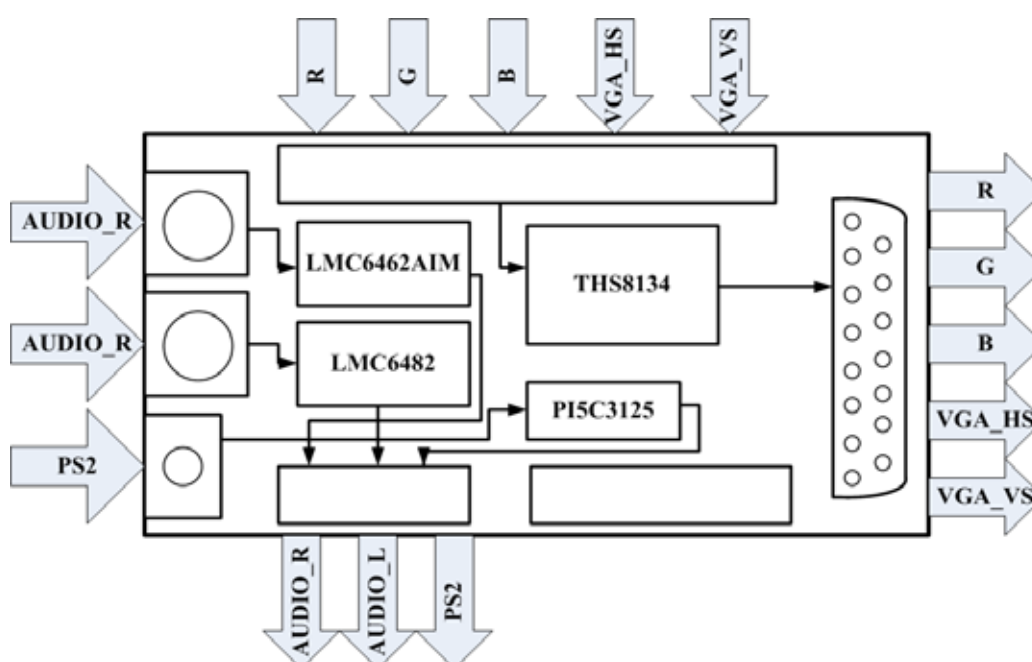 R
G
B
VGA_HS
VGA_VS
AUDIO_R
AUDIO_R
PS2
LMC6462AIM
LMC6482
THS8134
PI5C3125
R
G
B
VGA_HS
VGA_VS
AUDIO_R
AUDIO_L
PS2